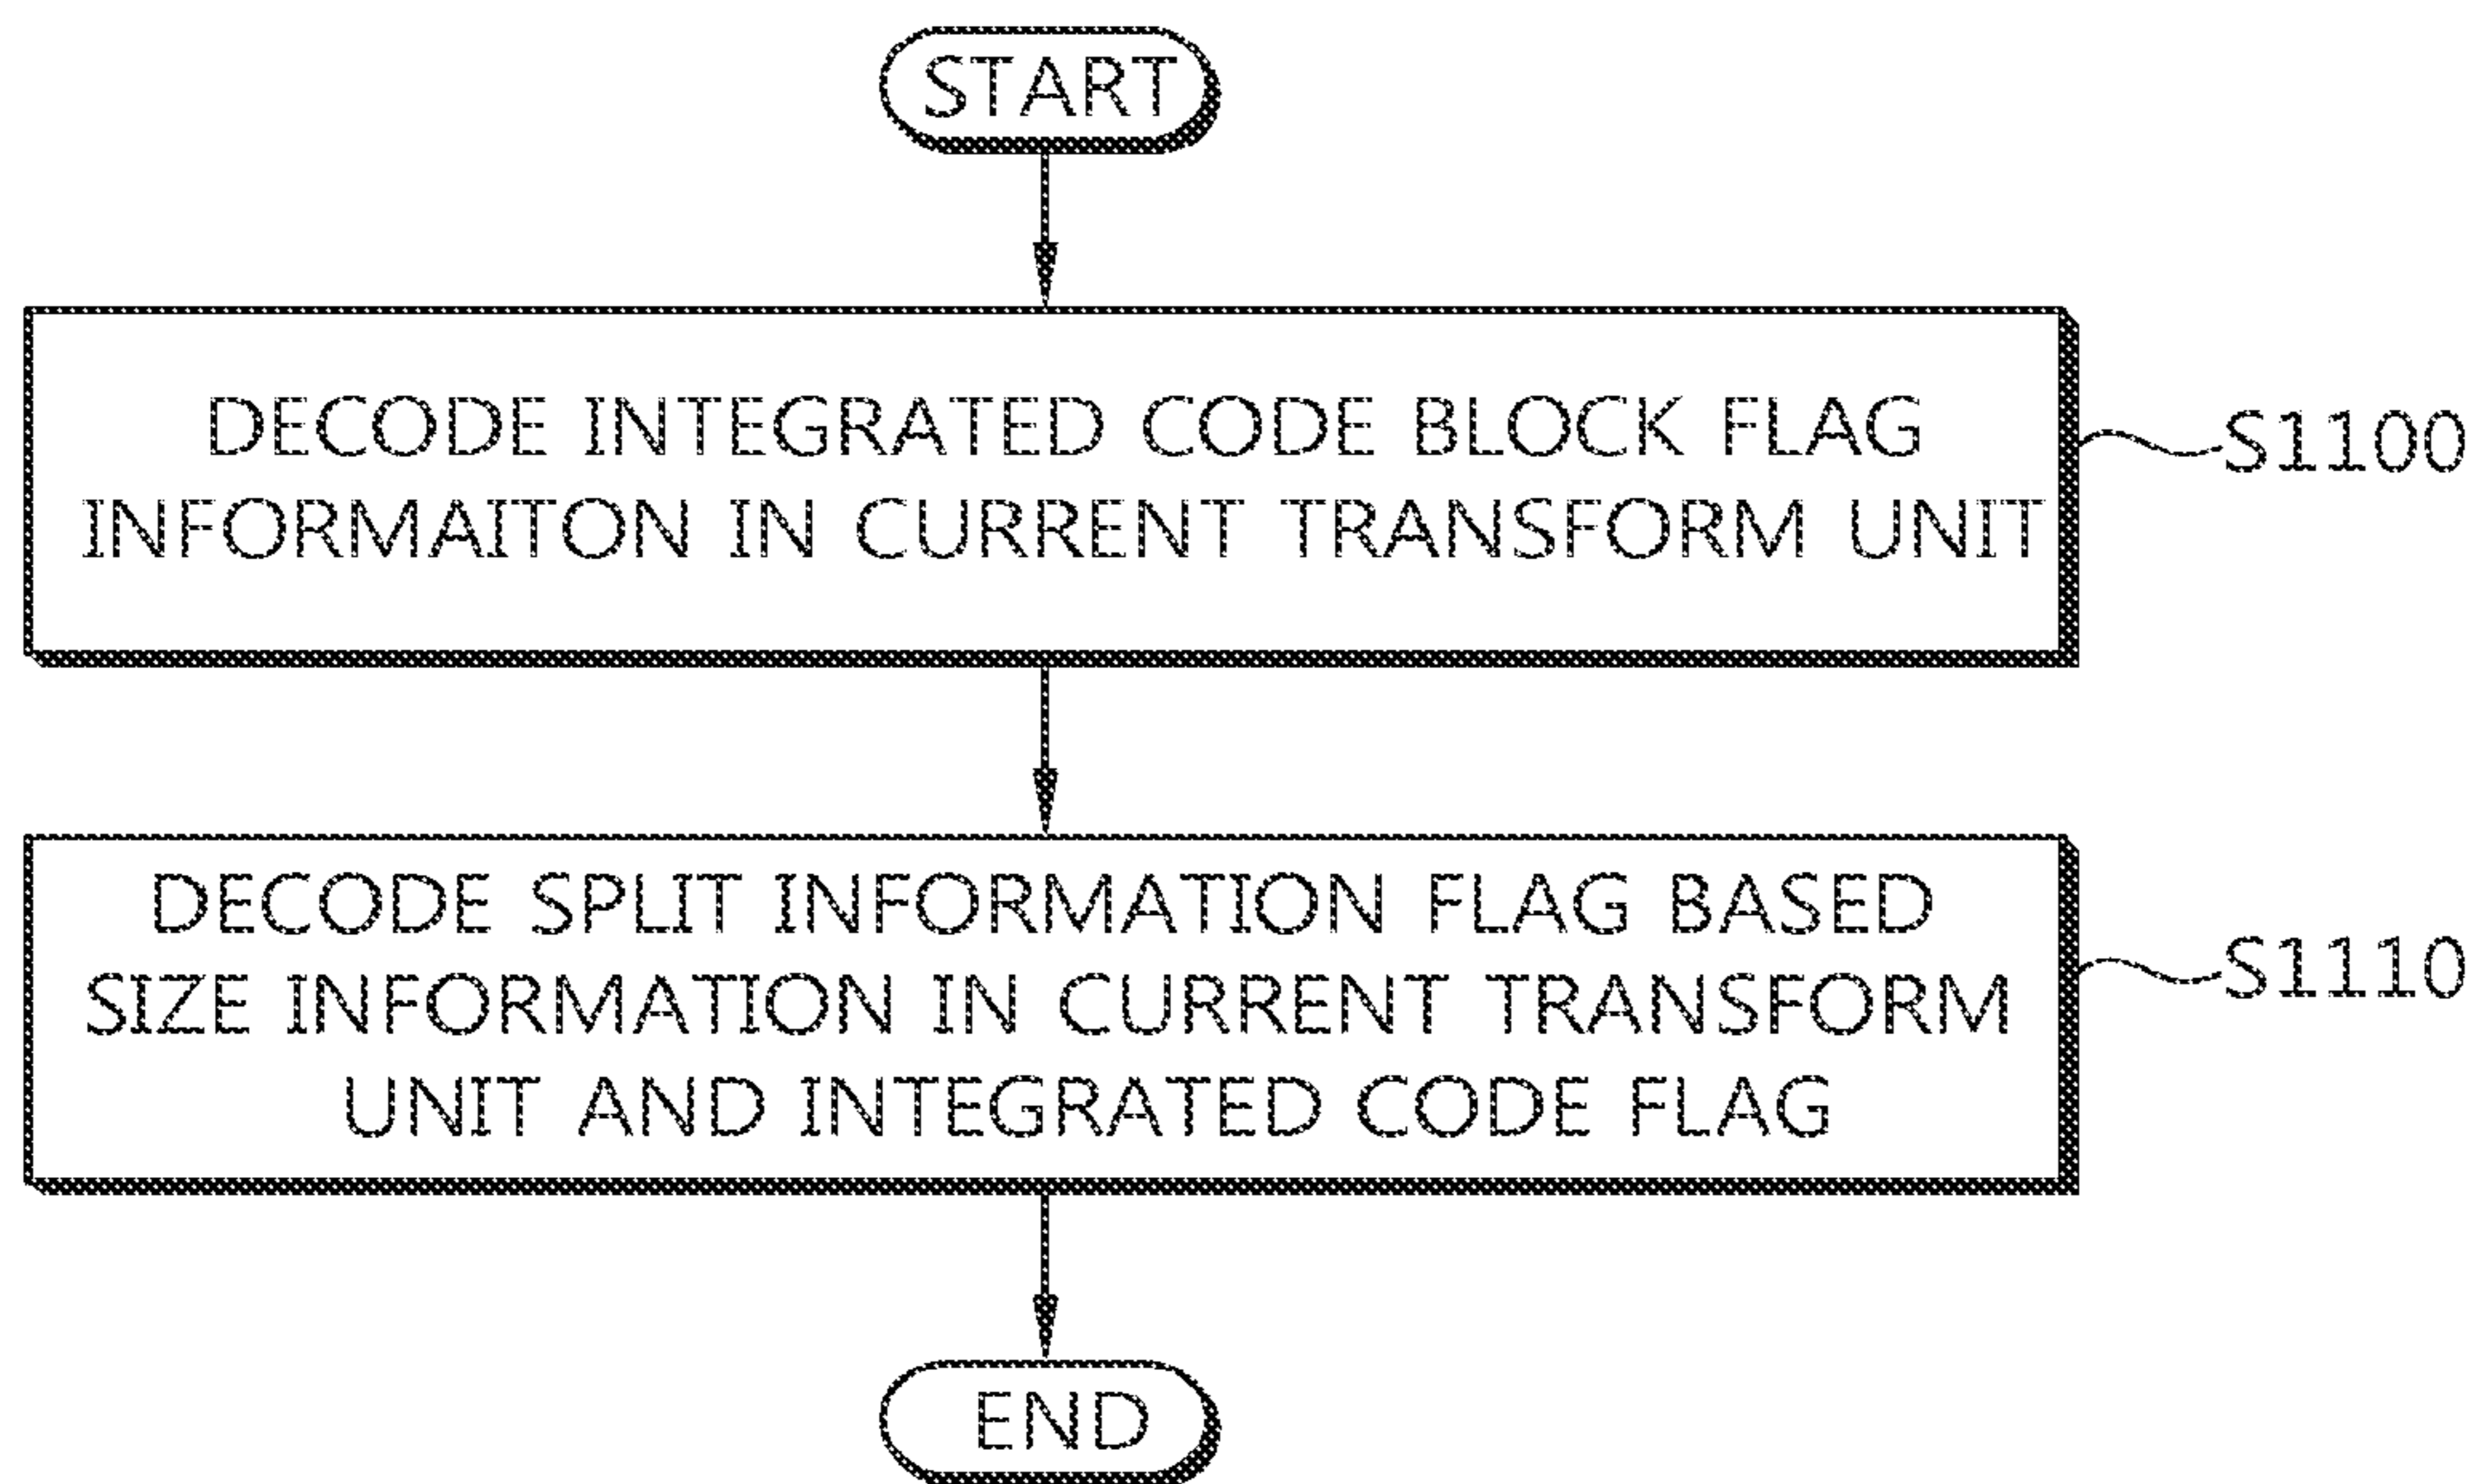 START
DECODE INTEGRATED CODE BLOCK FLAG
INFORMAITON IN CURRENT TRANSFORM UNIT
S1100
DECODE SPLIT INFORMATION FLAG BASED
SIZE INFORMATION IN CURRENT TRANSFORM
UNIT AND INTEGRATED CODE FLAG
S1110
END